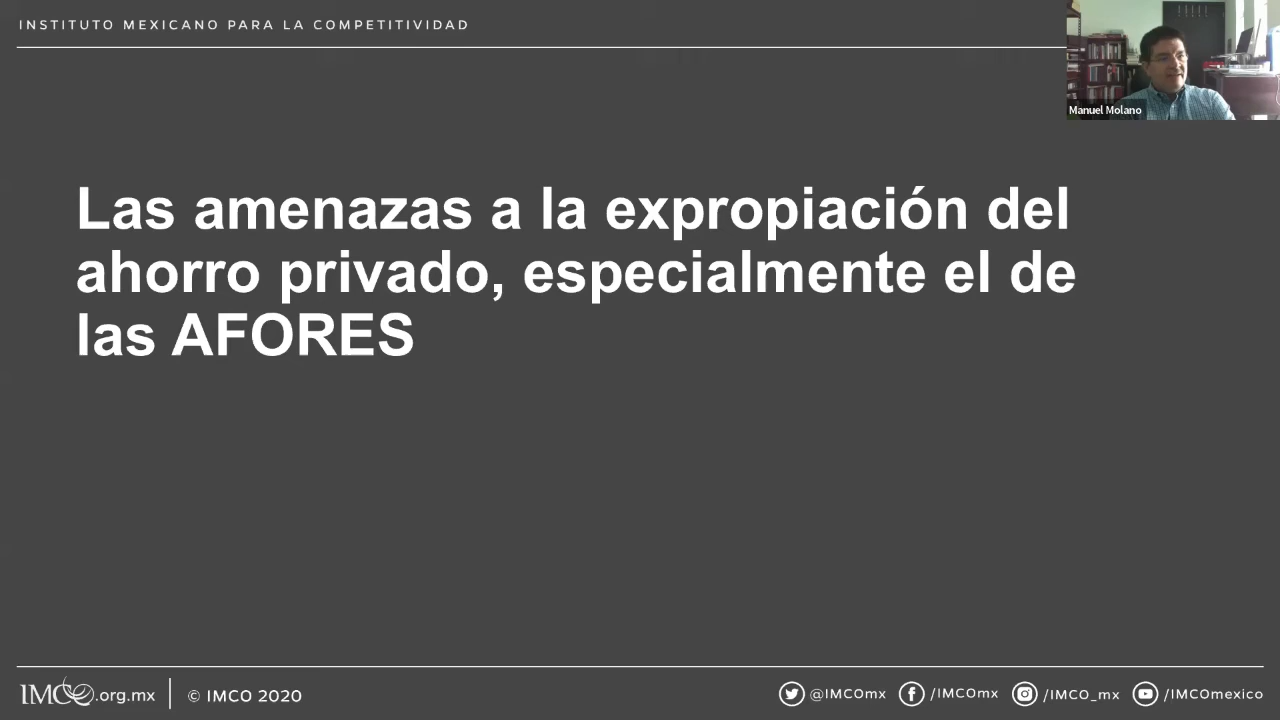 INSTITUTO MEXICANO PARA LA COMPETITIVIDAD
Manuel Molano
Las amenazas a la expropiación del
ahorro privado, especialmente el de
las AFORES
IMCO.org.mx © IMCO 2020
@IMCOmx /IMCOmx /IMCO_mx /IMCOmexico